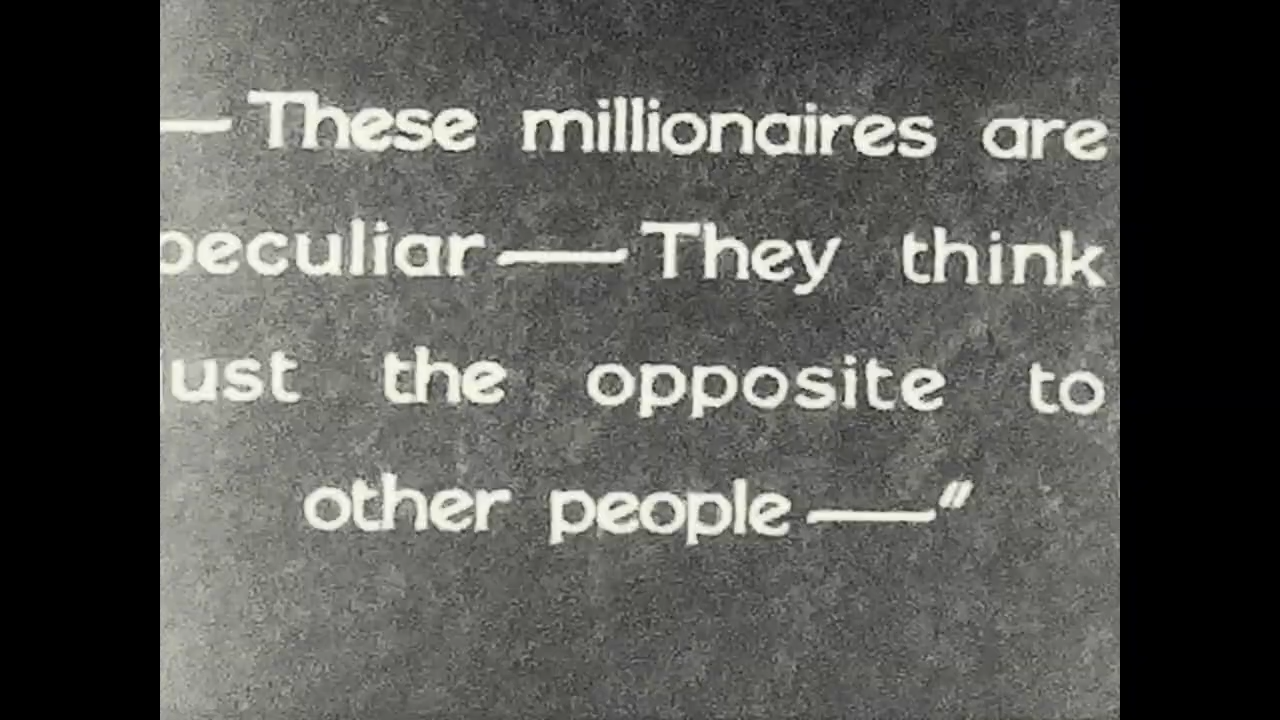 —These millionaires are
peculiar—They think
just the opposite to
other people—"